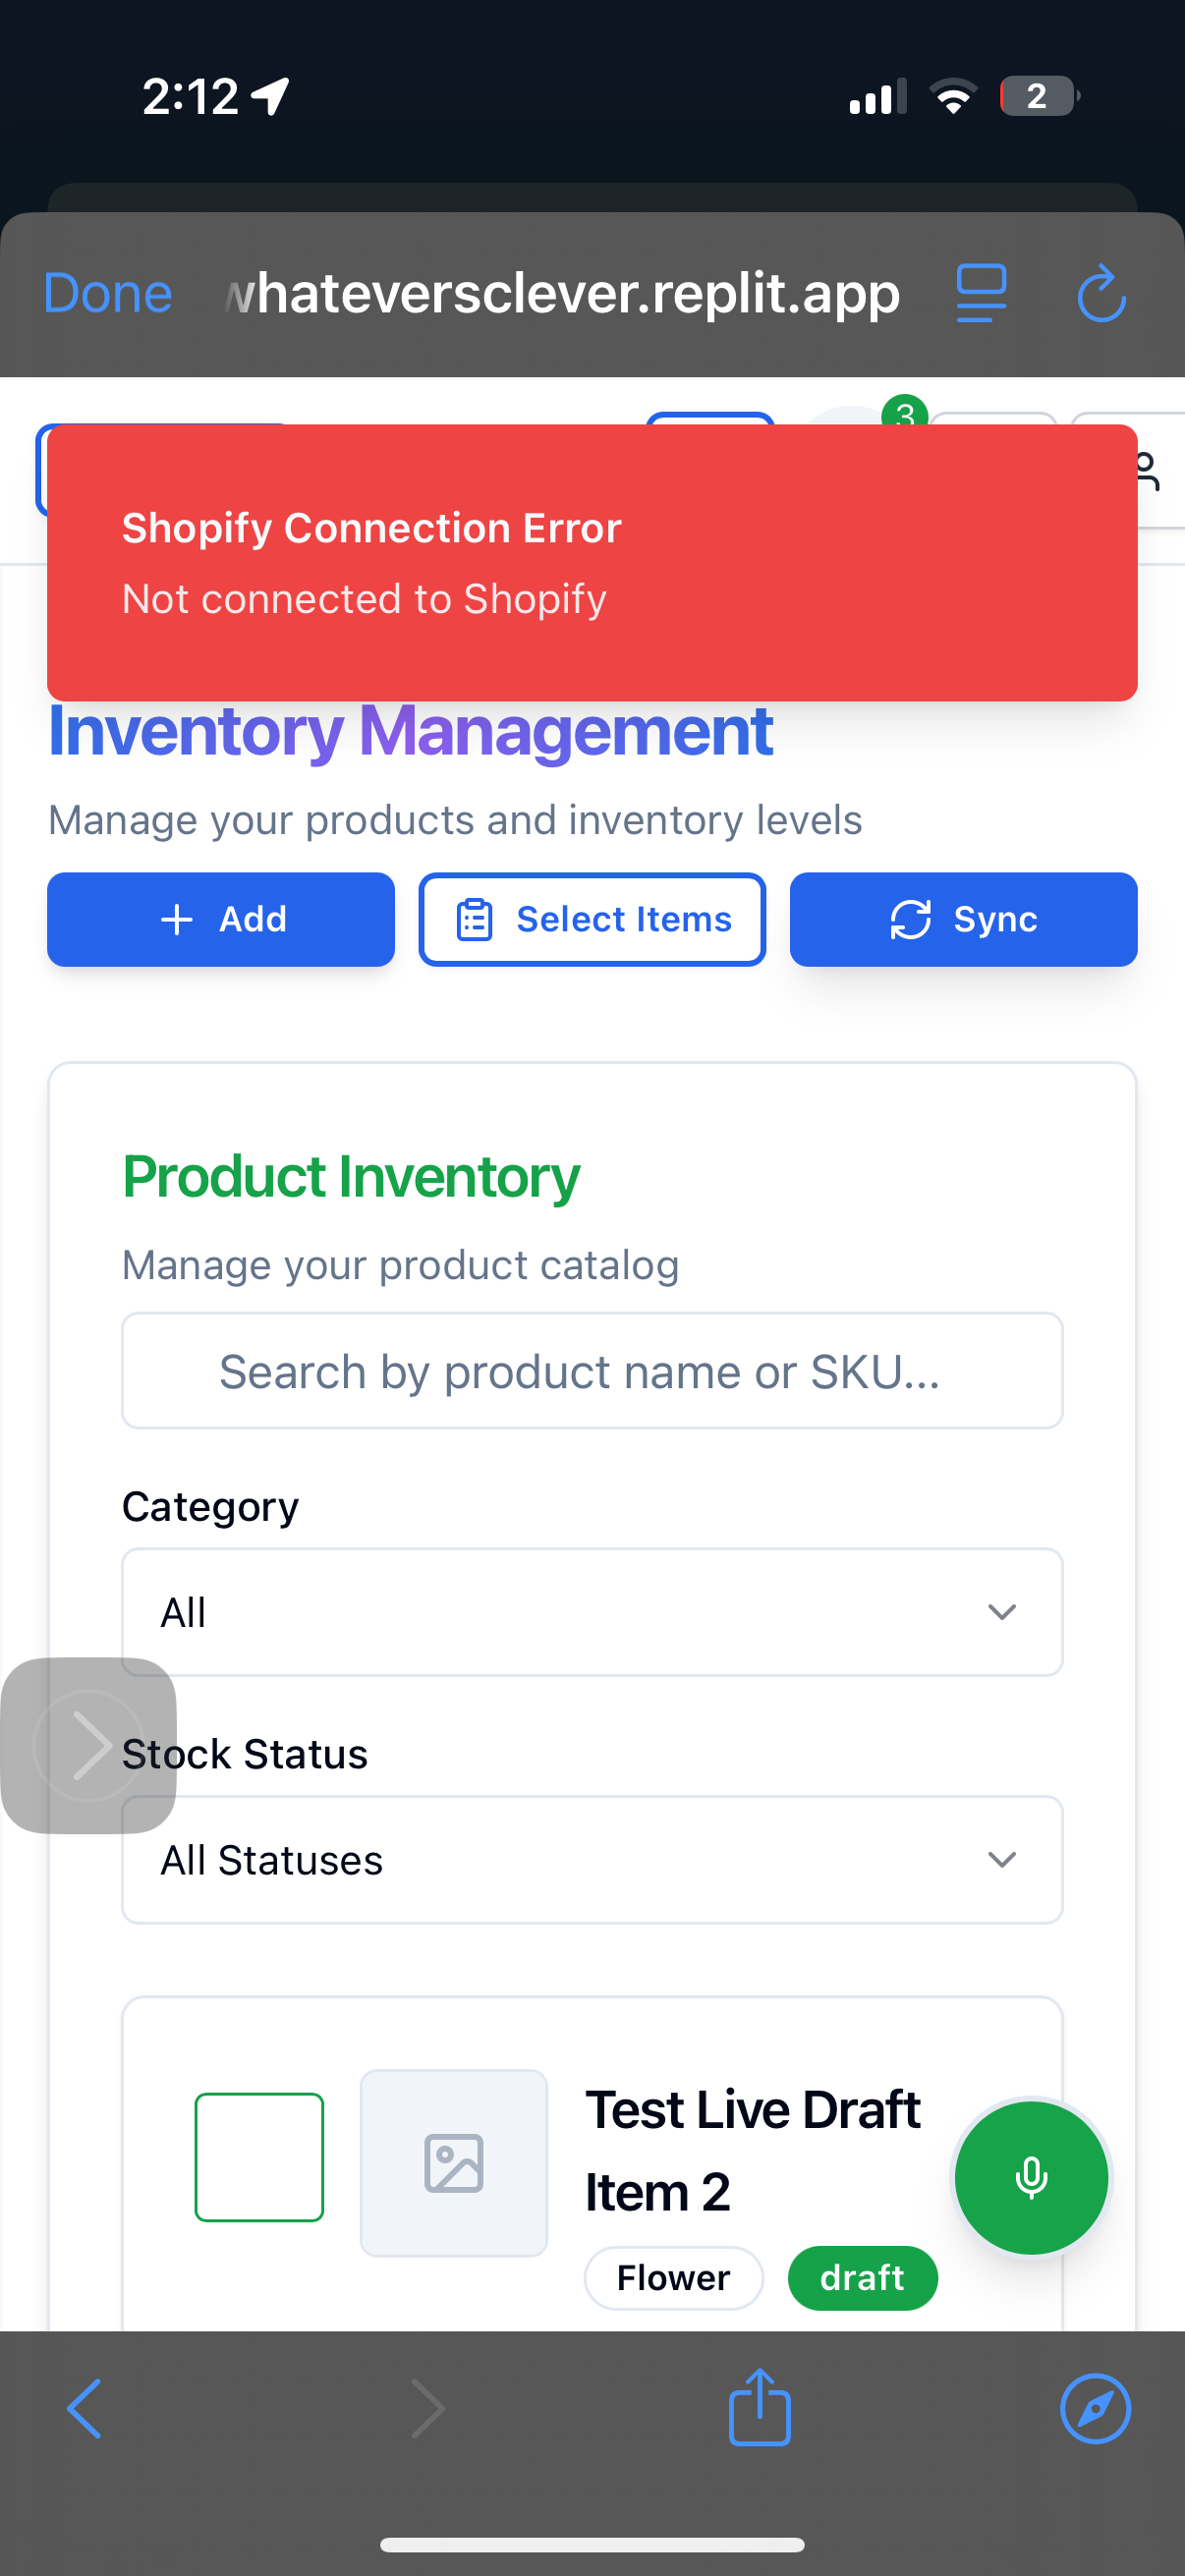 2:12
2
Done
whateversclever.replit.app
3
Shopify Connection Error
Not connected to Shopify
Inventory Management
Manage your products and inventory levels
Add
Select Items
Sync
Product Inventory
Manage your product catalog
Search by product name or SKU...
Category
All
Stock Status
All Statuses
Test Live Draft
Item 2
Flower
draft